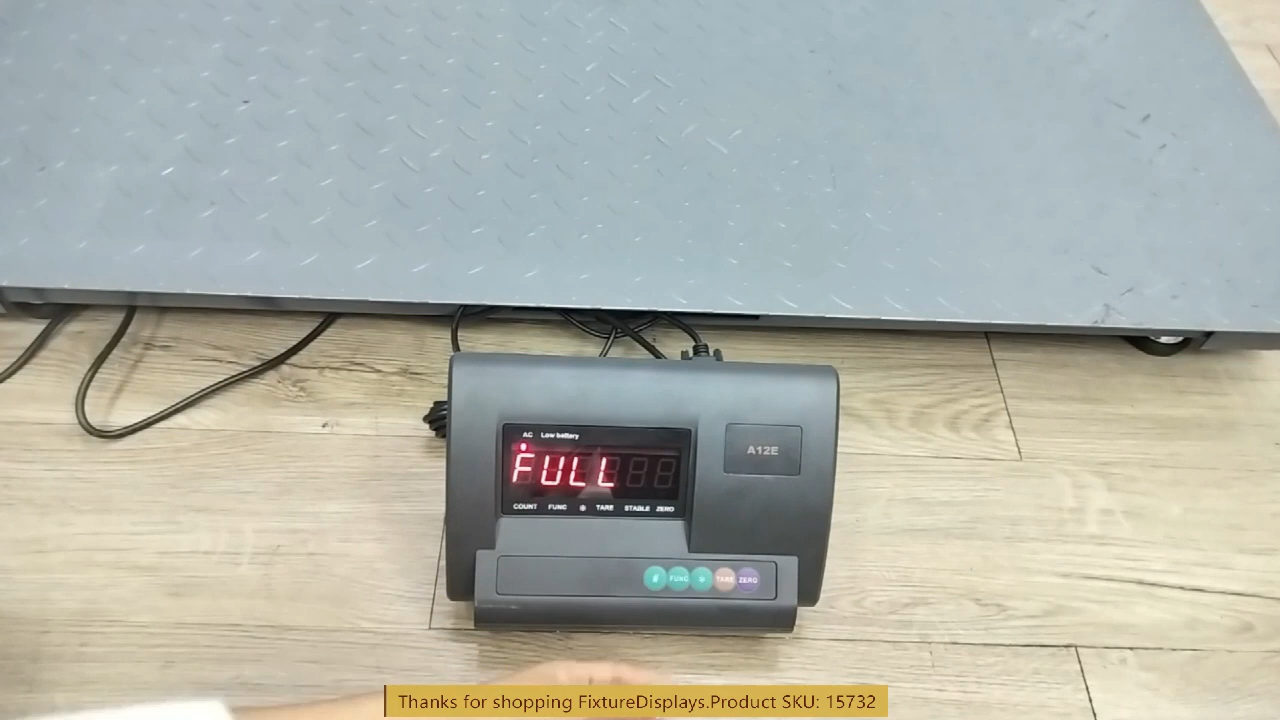 AC Low battery
FULL
COUNT FUNC ※ TARE STABLE ZERO
A12E
# FUNC TARE ZERO
Thanks for shopping FixtureDisplays.Product SKU: 15732